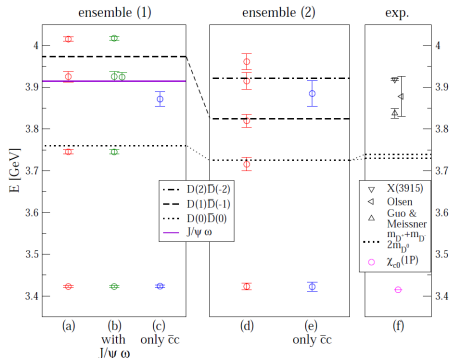 ensemble (1)
ensemble (2)
exp.
E [GeV]
4
3.9
3.8
3.7
3.6
3.5
3.4
4
3.9
3.8
3.7
3.6
3.5
3.4
D(2)D̄(-2)
D(1)D̄(-1)
D(0)D̄(0)
J/ψ ω
X(3915)
Olsen
Guo &
Meissner
m_D-+m_D
2m_D⁰
χ_c0(1P)
(a)
(b)
with
J/ψ ω
(c)
only c̄c
(d)
(e)
only c̄c
(f)